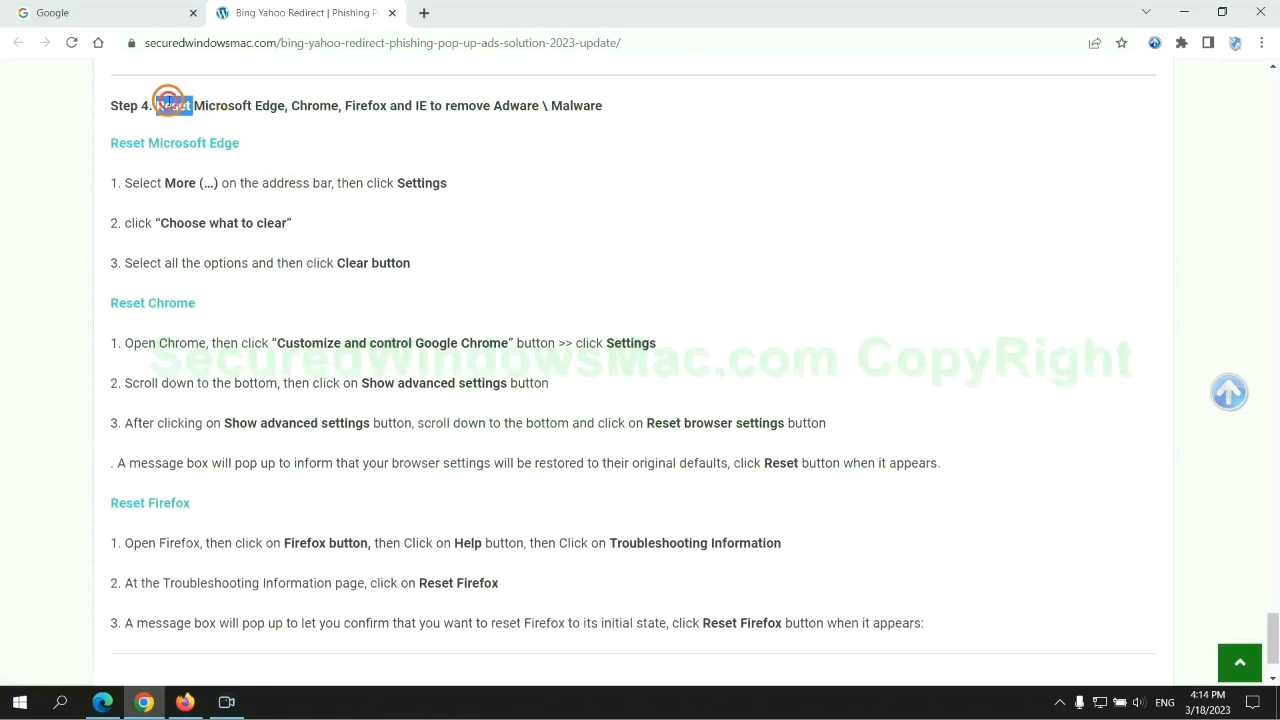 Google
Bing Yahoo Redirect | Phishing P
securedwindowsmac.com/bing-yahoo-redirect-phishing-pop-up-ads-solution-2023-update/
Step 4. Reset Microsoft Edge, Chrome, Firefox and IE to remove Adware \ Malware
Reset Microsoft Edge
1. Select More (…) on the address bar, then click Settings
2. click “Choose what to clear”
3. Select all the options and then click Clear button
Reset Chrome
1. Open Chrome, then click “Customize and control Google Chrome” button >> click Settings
SecuredWindowsMac.com CopyRight
2. Scroll down to the bottom, then click on Show advanced settings button
3. After clicking on Show advanced settings button, scroll down to the bottom and click on Reset browser settings button
. A message box will pop up to inform that your browser settings will be restored to their original defaults, click Reset button when it appears.
Reset Firefox
1. Open Firefox, then click on Firefox button, then Click on Help button, then Click on Troubleshooting Information
2. At the Troubleshooting Information page, click on Reset Firefox
3. A message box will pop up to let you confirm that you want to reset Firefox to its initial state, click Reset Firefox button when it appears:
ENG
4:14 PM
3/18/2023